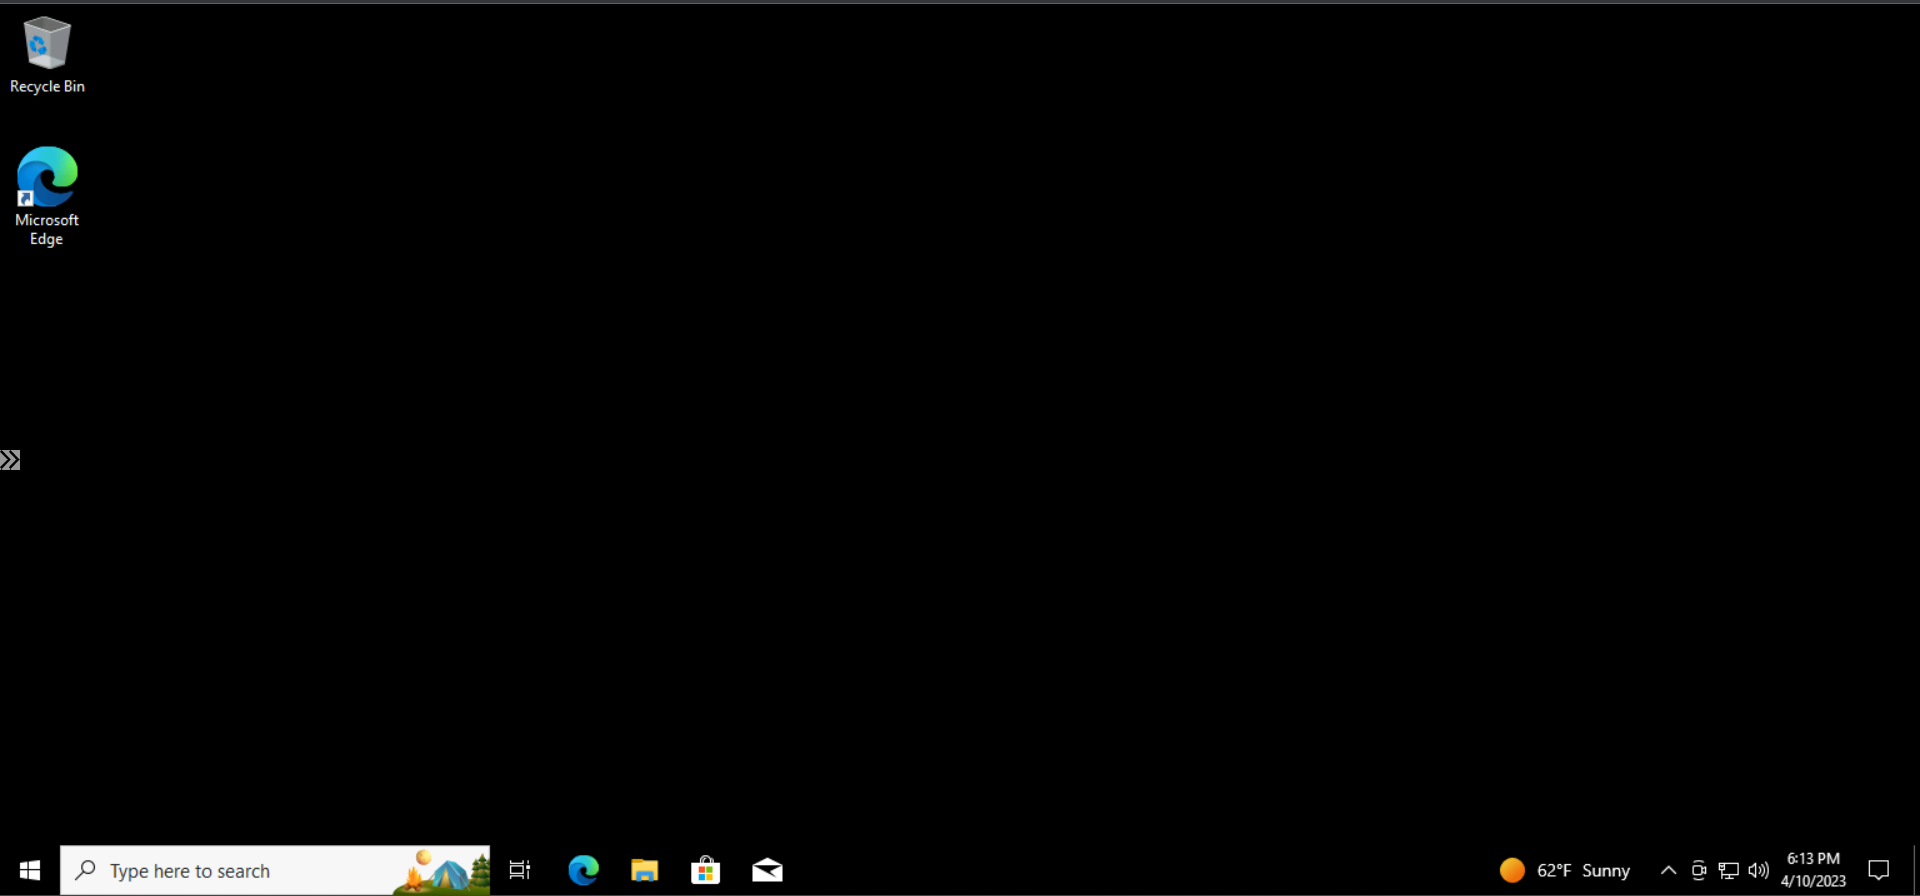 Recycle Bin
Microsoft
Edge
Type here to search
62°F Sunny
6:13 PM
4/10/2023